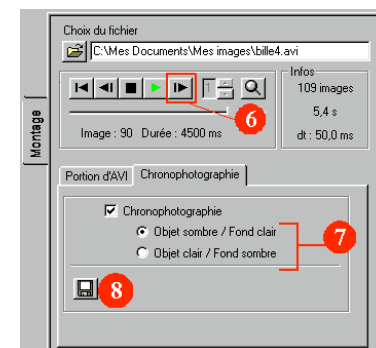 Choix du fichier
C:\Mes Documents\Mes images\bille4.avi
Infos
1
109 images
5,4 s
dt : 50,0 ms
6
Image : 90 Durée : 4500 ms
Montage
Portion d'AVI Chronophotographie
Chronophotographie
Objet sombre / Fond clair
7
Objet clair / Fond sombre
8